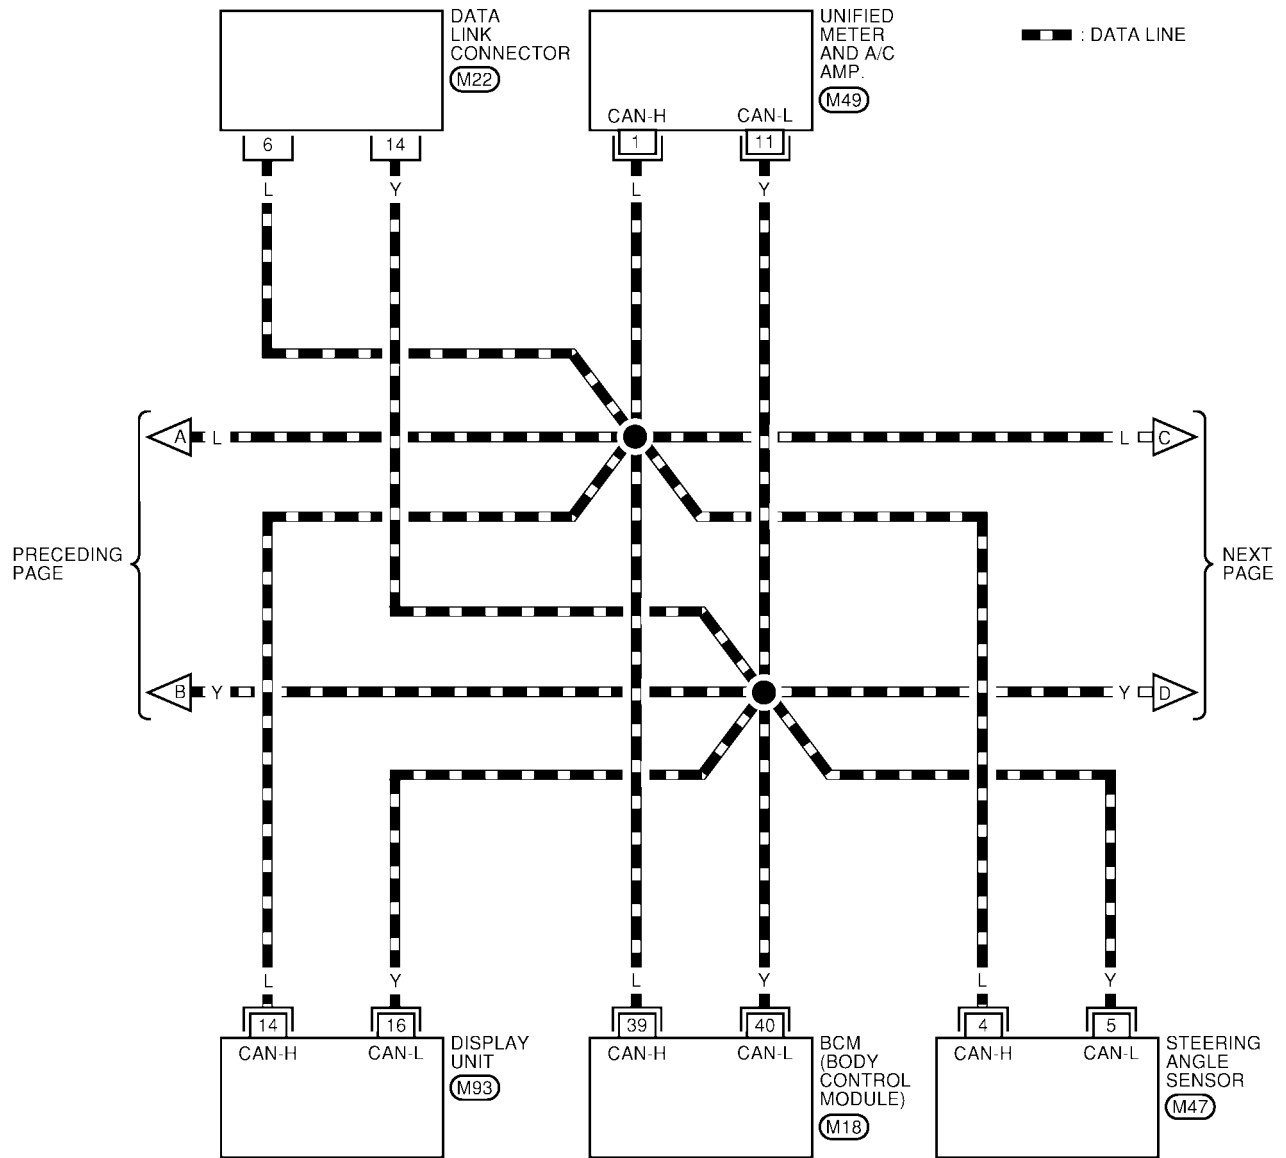 DATA
LINK
CONNECTOR
M22
UNIFIED
METER
AND A/C
AMP.
M49
: DATA LINE
CAN-H
CAN-L
6
14
1
11
L
Y
L
Y
A
L
L
C
PRECEDING
PAGE
NEXT
PAGE
B
Y
Y
D
L
Y
L
Y
L
Y
14
16
39
40
4
5
CAN-H
CAN-L
DISPLAY
UNIT
M93
CAN-H
CAN-L
BCM
(BODY
CONTROL
MODULE)
M18
CAN-H
CAN-L
STEERING
ANGLE
SENSOR
M47